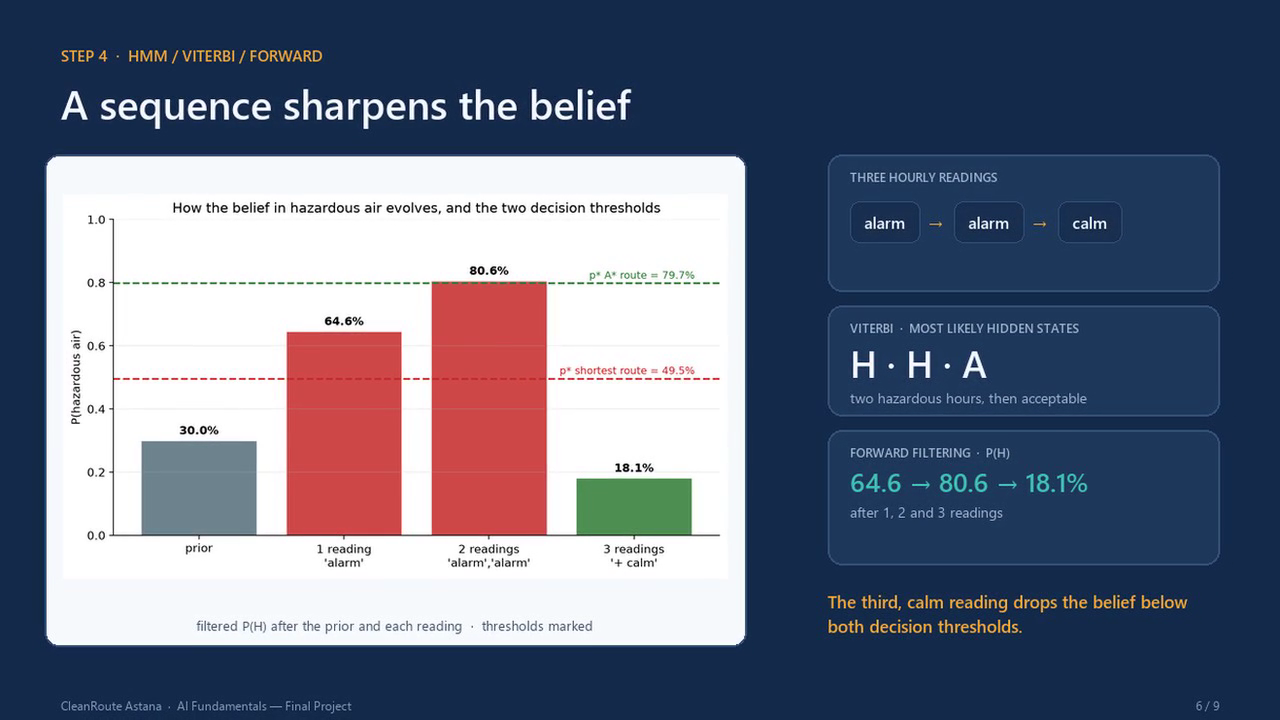 STEP 4 · HMM / VITERBI / FORWARD
A sequence sharpens the belief
How the belief in hazardous air evolves, and the two decision thresholds
P(hazardous air)
1.0
0.8
0.6
0.4
0.2
0.0
30.0%
64.6%
80.6%
18.1%
p* A* route = 79.7%
p* shortest route = 49.5%
prior
1 reading
'alarm'
2 readings
'alarm','alarm'
3 readings
'+ calm'
filtered P(H) after the prior and each reading · thresholds marked
THREE HOURLY READINGS
alarm → alarm → calm
VITERBI · MOST LIKELY HIDDEN STATES
H · H · A
two hazardous hours, then acceptable
FORWARD FILTERING · P(H)
64.6 → 80.6 → 18.1%
after 1, 2 and 3 readings
The third, calm reading drops the belief below
both decision thresholds.
CleanRoute Astana · AI Fundamentals — Final Project
6 / 9